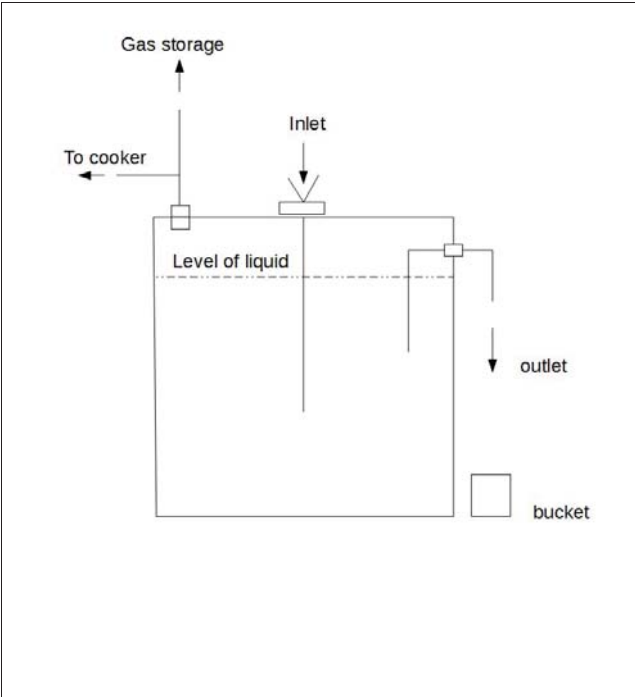 Gas storage
Inlet
To cooker
Level of liquid
outlet
bucket